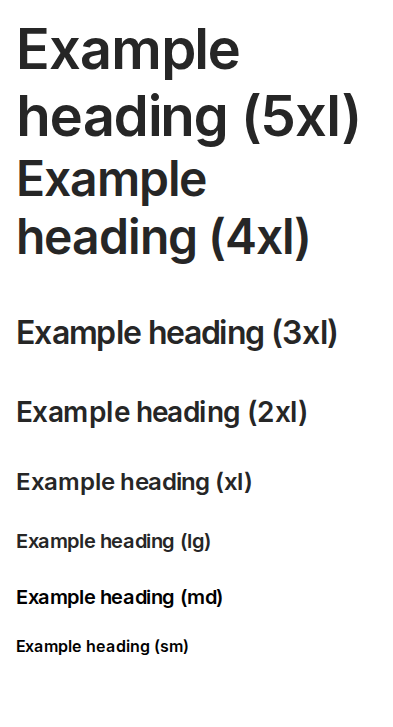 Example
heading (5xl)
Example
heading (4xl)
Example heading (3xl)
Example heading (2xl)
Example heading (xl)
Example heading (lg)
Example heading (md)
Example heading (sm)